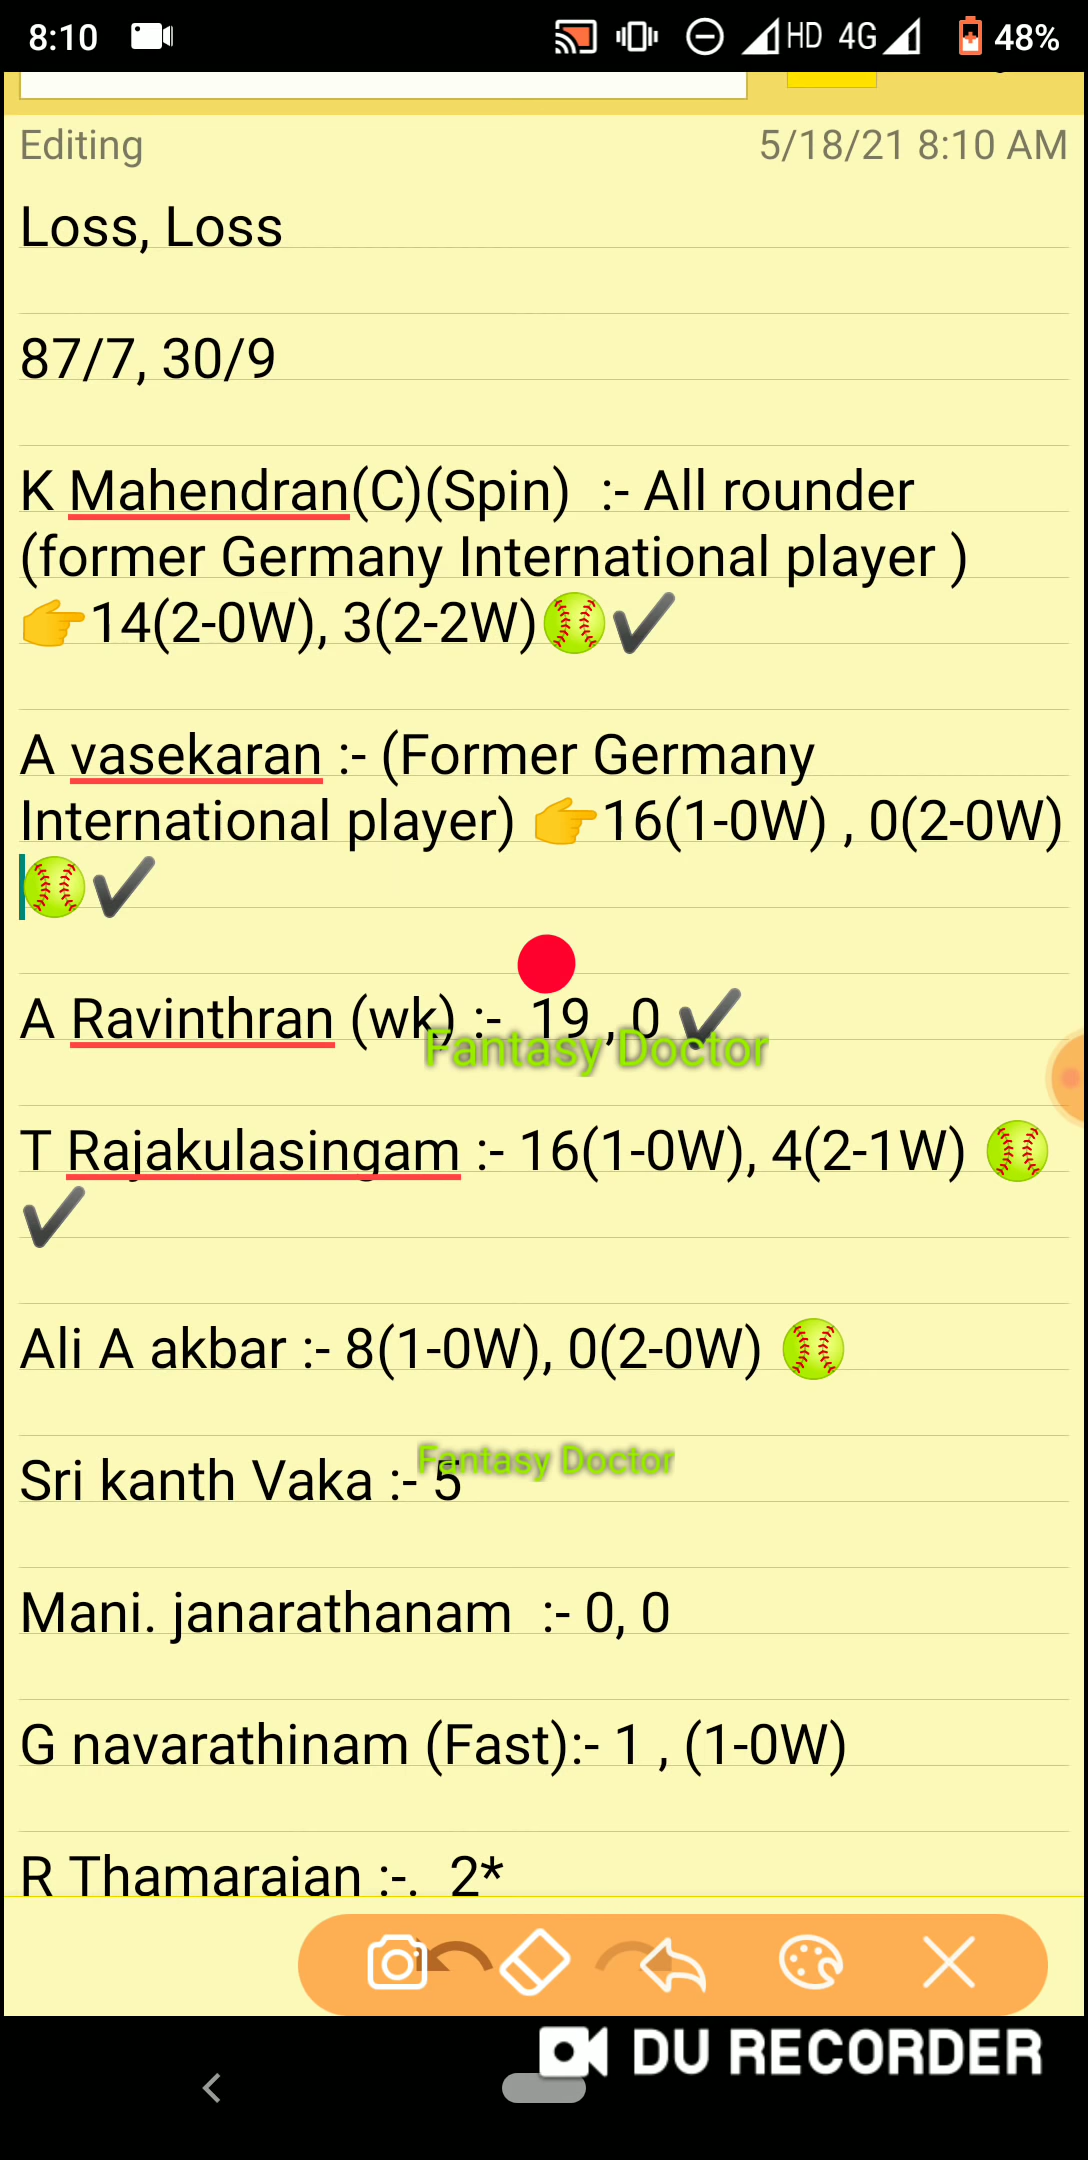 8:10 HD 4G 48%
Editing 5/18/21 8:10 AM
Loss, Loss
87/7, 30/9
K Mahendran(C)(Spin) :- All rounder
(former Germany International player )
👉14(2-0W), 3(2-2W)🥎✔
A vasekaran :- (Former Germany
International player) 👉16(1-0W) , 0(2-0W)
🥎✔
A Ravinthran (wk) :- 19 , 0 ✔
Fantasy Doctor
T Rajakulasingam :- 16(1-0W), 4(2-1W) 🥎
✔
Ali A akbar :- 8(1-0W), 0(2-0W) 🥎
Fantasy Doctor
Sri kanth Vaka :- 5
Mani. janarathanam :- 0, 0
G navarathinam (Fast):- 1 , (1-0W)
R Thamaraian :-. 2*
DU RECORDER